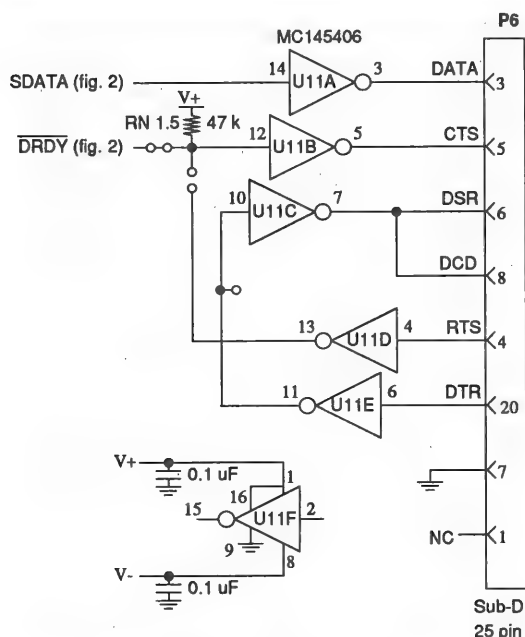 P6
MC145406
SDATA (fig. 2)
14
U11A
3
DATA
3
V+
RN 1.5
47 k
DRDY (fig. 2)
12
U11B
5
CTS
5
10
U11C
7
DSR
6
DCD
8
13
U11D
4
RTS
4
11
U11E
6
DTR
20
7
V+
0.1 uF
1
16
15
U11F
2
NC
1
9
8
V-
0.1 uF
Sub-D
25 pin